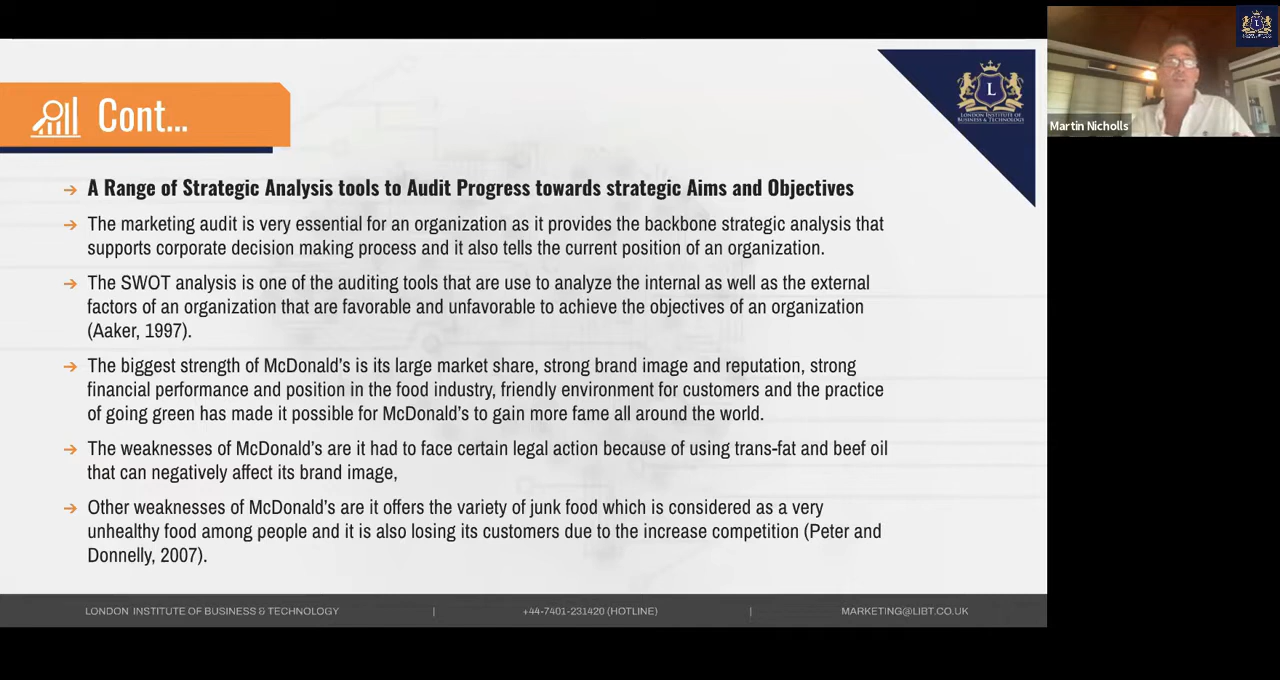 Cont...
L
LONDON INSTITUTE OF
BUSINESS & TECHNOLOGY
Martin Nicholls
A Range of Strategic Analysis tools to Audit Progress towards strategic Aims and Objectives
The marketing audit is very essential for an organization as it provides the backbone strategic analysis that
supports corporate decision making process and it also tells the current position of an organization.
The SWOT analysis is one of the auditing tools that are use to analyze the internal as well as the external
factors of an organization that are favorable and unfavorable to achieve the objectives of an organization
(Aaker, 1997).
The biggest strength of McDonald's is its large market share, strong brand image and reputation, strong
financial performance and position in the food industry, friendly environment for customers and the practice
of going green has made it possible for McDonald's to gain more fame all around the world.
The weaknesses of McDonald's are it had to face certain legal action because of using trans-fat and beef oil
that can negatively affect its brand image,
Other weaknesses of McDonald's are it offers the variety of junk food which is considered as a very
unhealthy food among people and it is also losing its customers due to the increase competition (Peter and
Donnelly, 2007).
LONDON INSTITUTE OF BUSINESS & TECHNOLOGY | +44-7401-231420 (HOTLINE) | MARKETING@LIBT.CO.UK